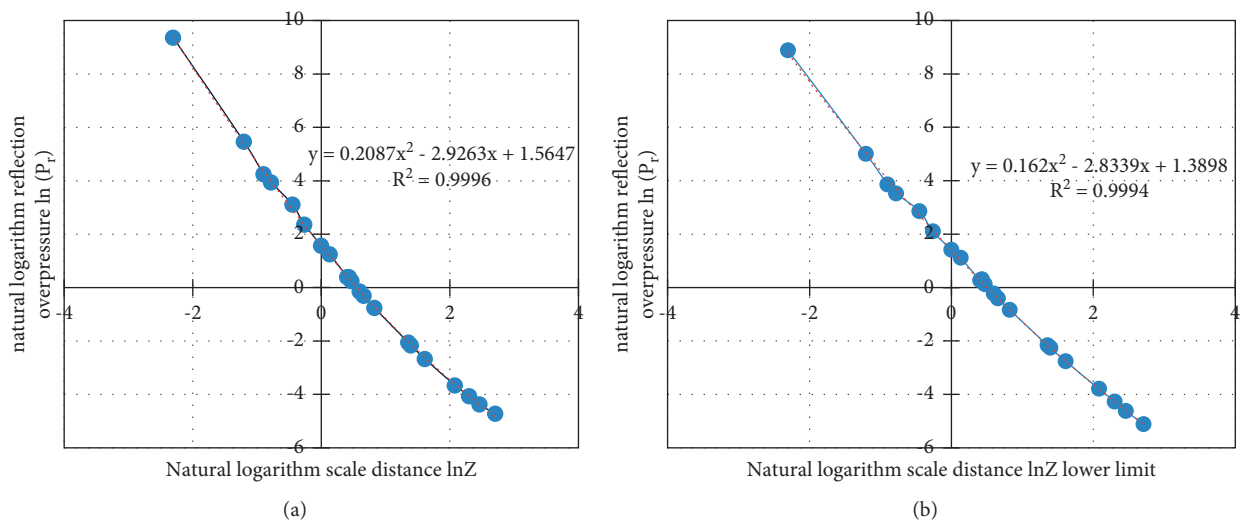 10
8
6
4
2
0
-2
-4
-6
-4
-2
0
2
4
y = 0.2087x² - 2.9263x + 1.5647
R² = 0.9996
natural logarithm reflection
overpressure ln (Pr)
Natural logarithm scale distance lnZ
(a)
10
8
6
4
2
0
-2
-4
-6
-4
-2
0
2
4
y = 0.162x² - 2.8339x + 1.3898
R² = 0.9994
natural logarithm reflection
overpressure ln (Pr)
Natural logarithm scale distance lnZ lower limit
(b)